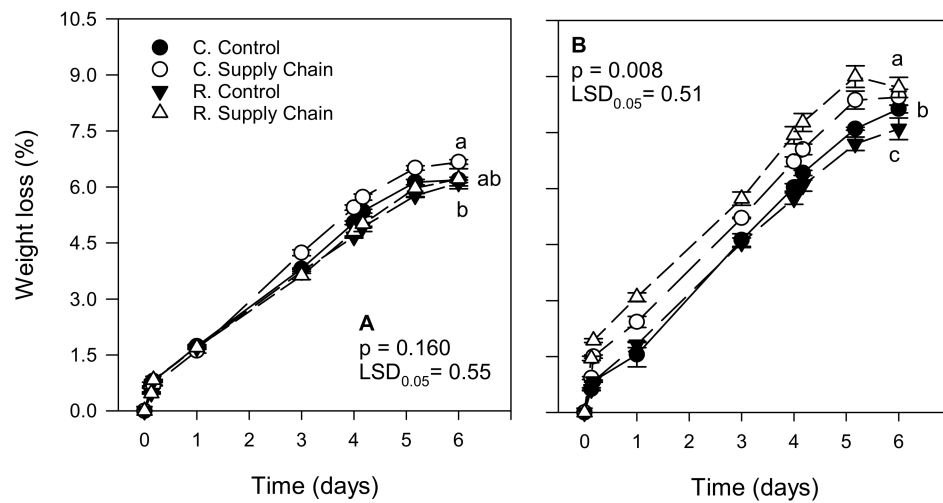 10.5
9.0
7.5
6.0
4.5
3.0
1.5
0.0
Weight loss (%)
C. Control
C. Supply Chain
R. Control
R. Supply Chain
a
ab
b
A
p = 0.160
LSD0.05= 0.55
0 1 2 3 4 5 6
Time (days)
B
p = 0.008
LSD0.05= 0.51
a
b
c
0 1 2 3 4 5 6
Time (days)